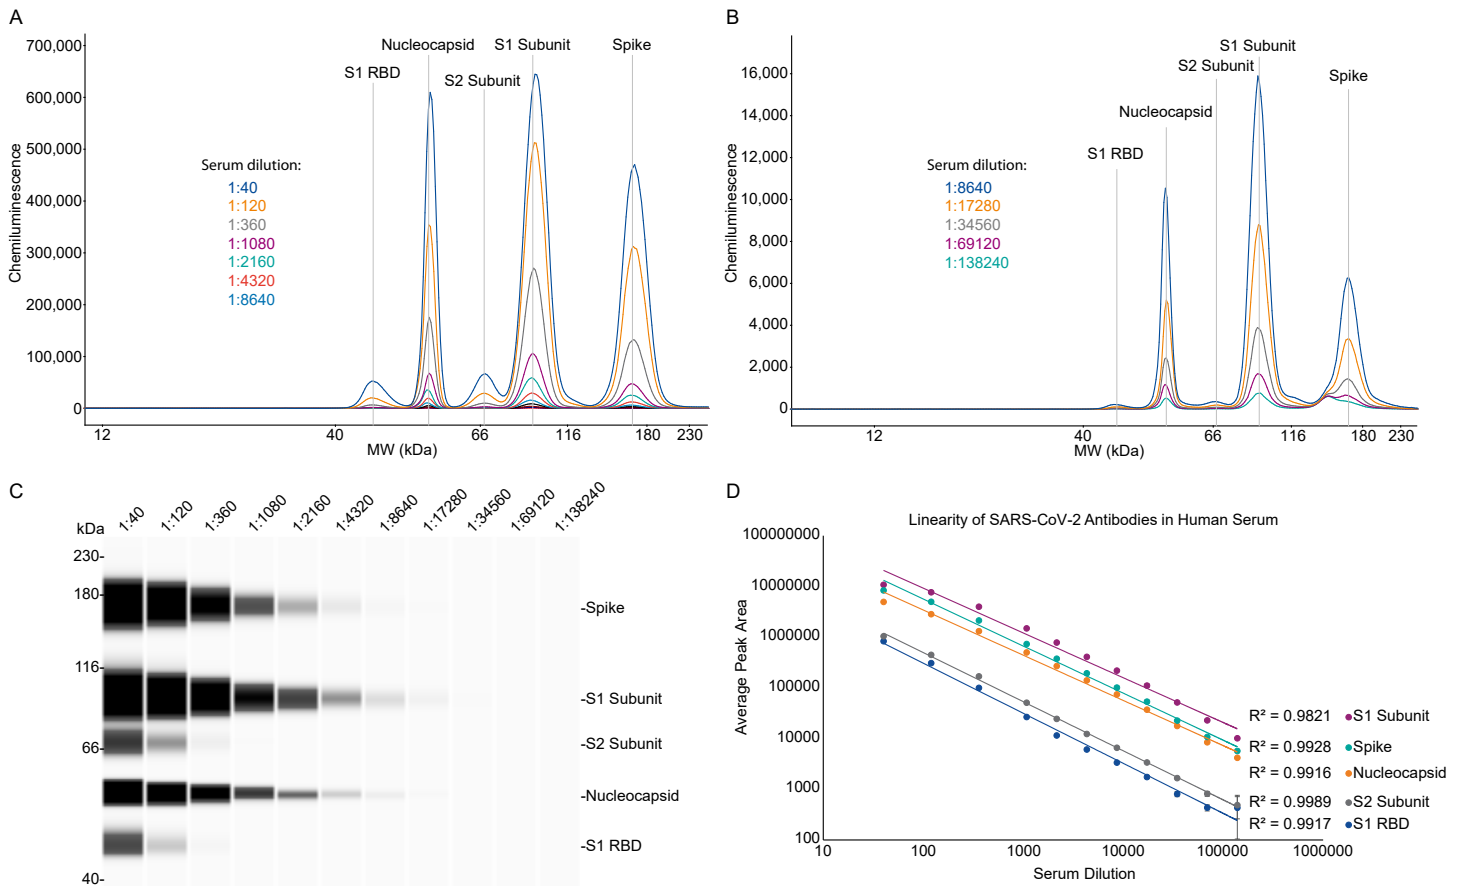 A
700,000
600,000
500,000
400,000
300,000
200,000
100,000
0
Chemiluminescence
Nucleocapsid
S1 Subunit
Spike
S1 RBD
S2 Subunit
Serum dilution:
1:40
1:120
1:360
1:1080
1:2160
1:4320
1:8640
12
40
66
116
180
230
MW (kDa)
B
16,000
14,000
12,000
10,000
8,000
6,000
4,000
2,000
0
Chemiluminescence
S1 Subunit
S2 Subunit
Spike
Nucleocapsid
S1 RBD
Serum dilution:
1:8640
1:17280
1:34560
1:69120
1:138240
12
40
66
116
180
230
MW (kDa)
C
1:40
1:120
1:360
1:1080
1:2160
1:4320
1:8640
1:17280
1:34560
1:69120
1:138240
kDa
230-
180-
116-
66-
40-
-Spike
-S1 Subunit
-S2 Subunit
-Nucleocapsid
-S1 RBD
D
Linearity of SARS-CoV-2 Antibodies in Human Serum
100000000
10000000
1000000
100000
10000
1000
100
Average Peak Area
R² = 0.9821 S1 Subunit
R² = 0.9928 Spike
R² = 0.9916 Nucleocapsid
R² = 0.9989 S2 Subunit
R² = 0.9917 S1 RBD
10
100
1000
10000
100000
1000000
Serum Dilution